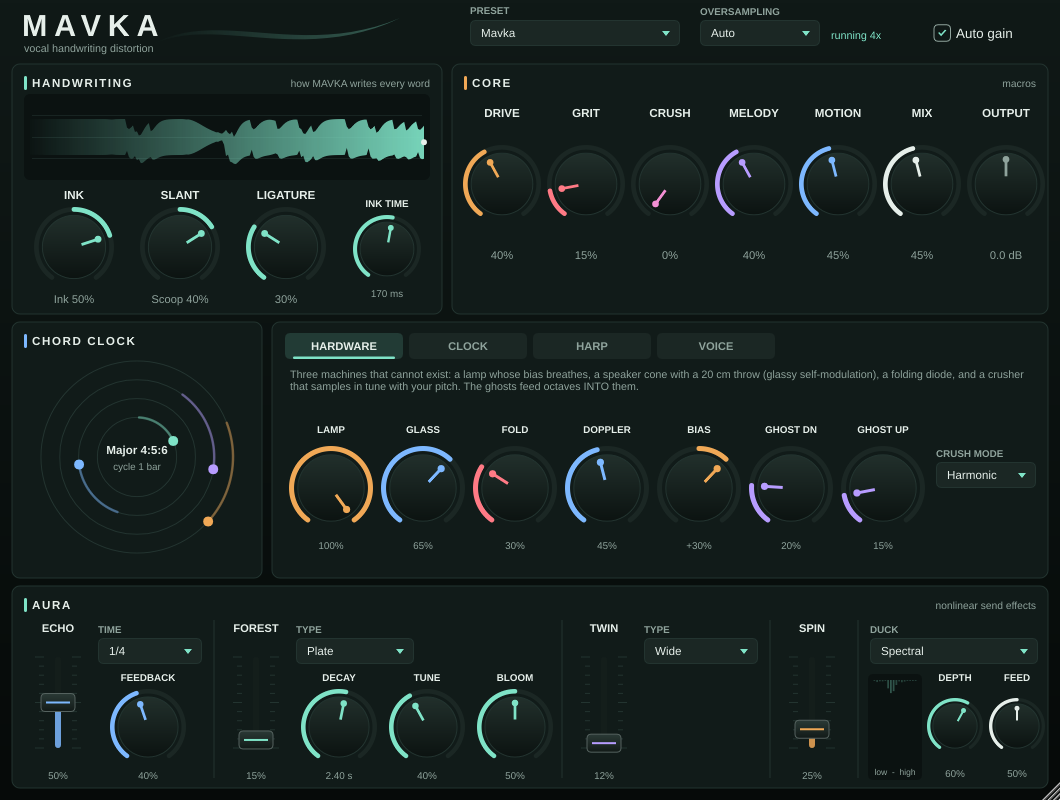 MAVKA
vocal handwriting distortion
PRESET
Mavka
OVERSAMPLING
Auto
running 4x
Auto gain
HANDWRITING
how MAVKA writes every word
INK
SLANT
LIGATURE
INK TIME
Ink 50%
Scoop 40%
30%
170 ms
CORE
macros
DRIVE
GRIT
CRUSH
MELODY
MOTION
MIX
OUTPUT
40%
15%
0%
40%
45%
45%
0.0 dB
CHORD CLOCK
Major 4:5:6
cycle 1 bar
HARDWARE
CLOCK
HARP
VOICE
Three machines that cannot exist: a lamp whose bias breathes, a speaker cone with a 20 cm throw (glassy self-modulation), a folding diode, and a crusher
that samples in tune with your pitch. The ghosts feed octaves INTO them.
LAMP
GLASS
FOLD
DOPPLER
BIAS
GHOST DN
GHOST UP
100%
65%
30%
45%
+30%
20%
15%
CRUSH MODE
Harmonic
AURA
nonlinear send effects
ECHO
TIME
1/4
FEEDBACK
50%
40%
FOREST
TYPE
Plate
DECAY
TUNE
BLOOM
15%
2.40 s
40%
50%
TWIN
TYPE
Wide
12%
SPIN
25%
DUCK
Spectral
DEPTH
FEED
low - high
60%
50%